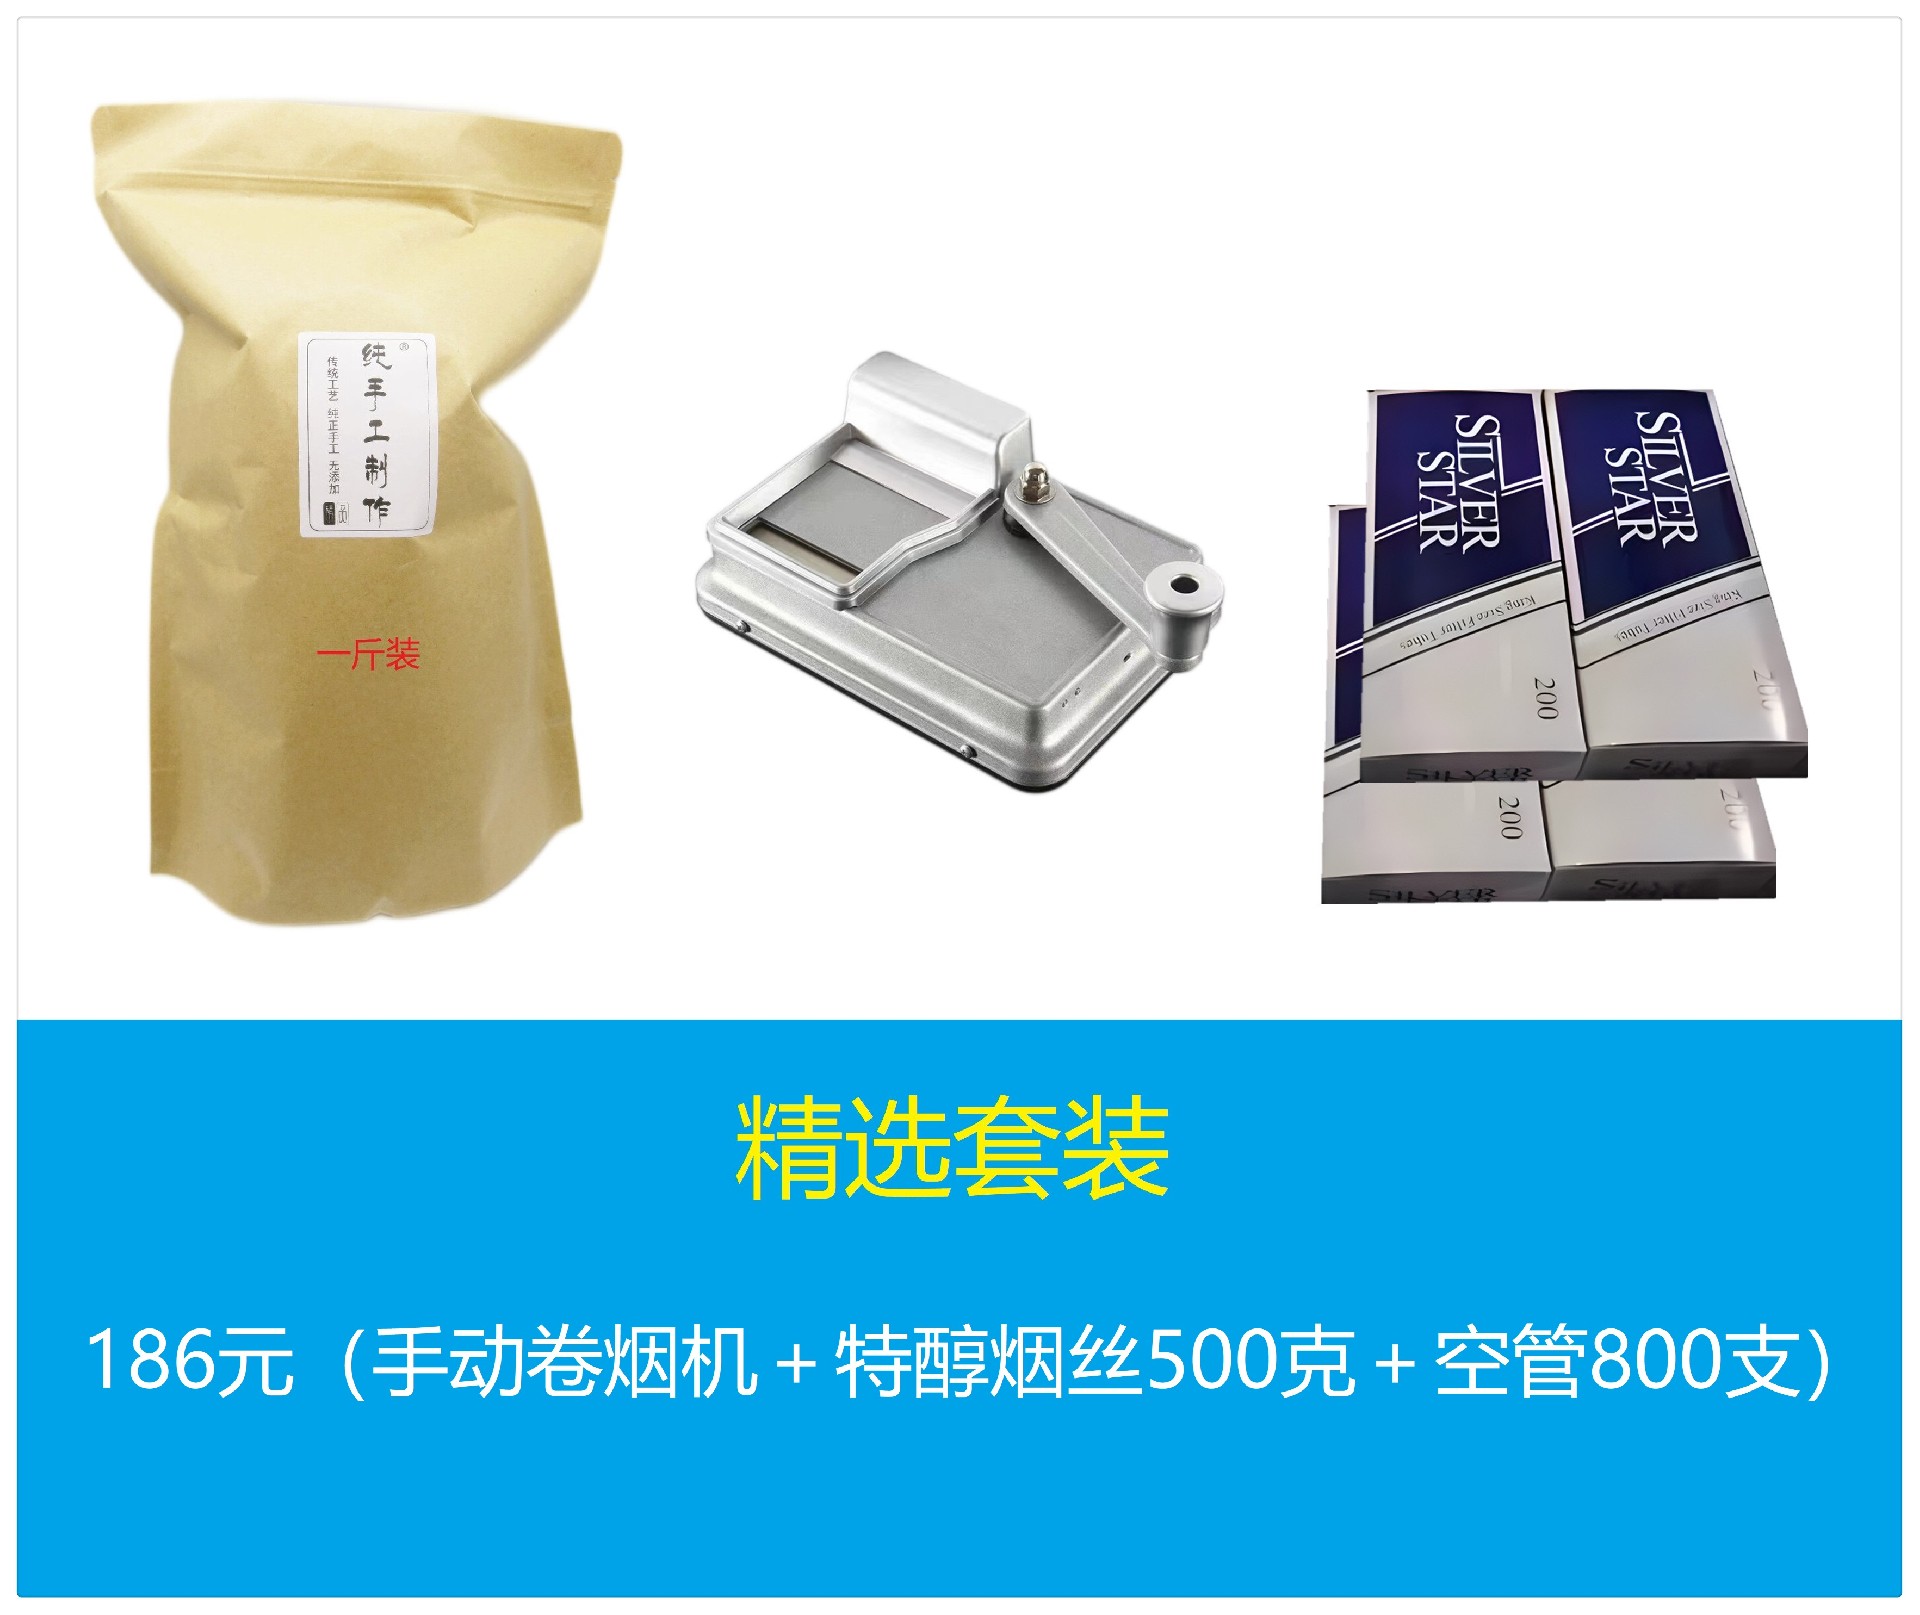 纯手工制作®
传统工艺 纯正手工 无添加
一斤装
SILVER
STAR
King Size Filter Tubes
200
SILVER
STAR
King Size Filter Tubes
200
SILVER
200
200
SILVER
精选套装
186元（手动卷烟机＋特醇烟丝500克＋空管800支）